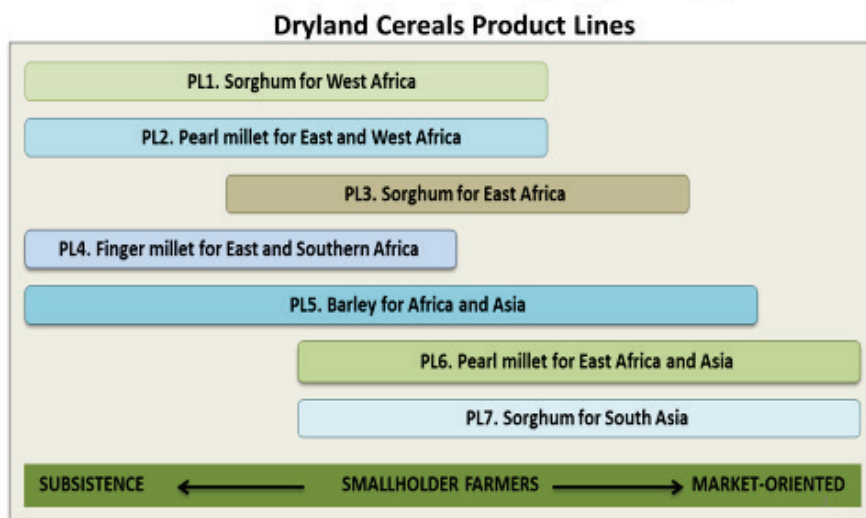 Dryland Cereals Product Lines
PL1. Sorghum for West Africa
PL2. Pearl millet for East and West Africa
PL3. Sorghum for East Africa
PL4. Finger millet for East and Southern Africa
PL5. Barley for Africa and Asia
PL6. Pearl millet for East Africa and Asia
PL7. Sorghum for South Asia
SUBSISTENCE SMALLHOLDER FARMERS MARKET-ORIENTED